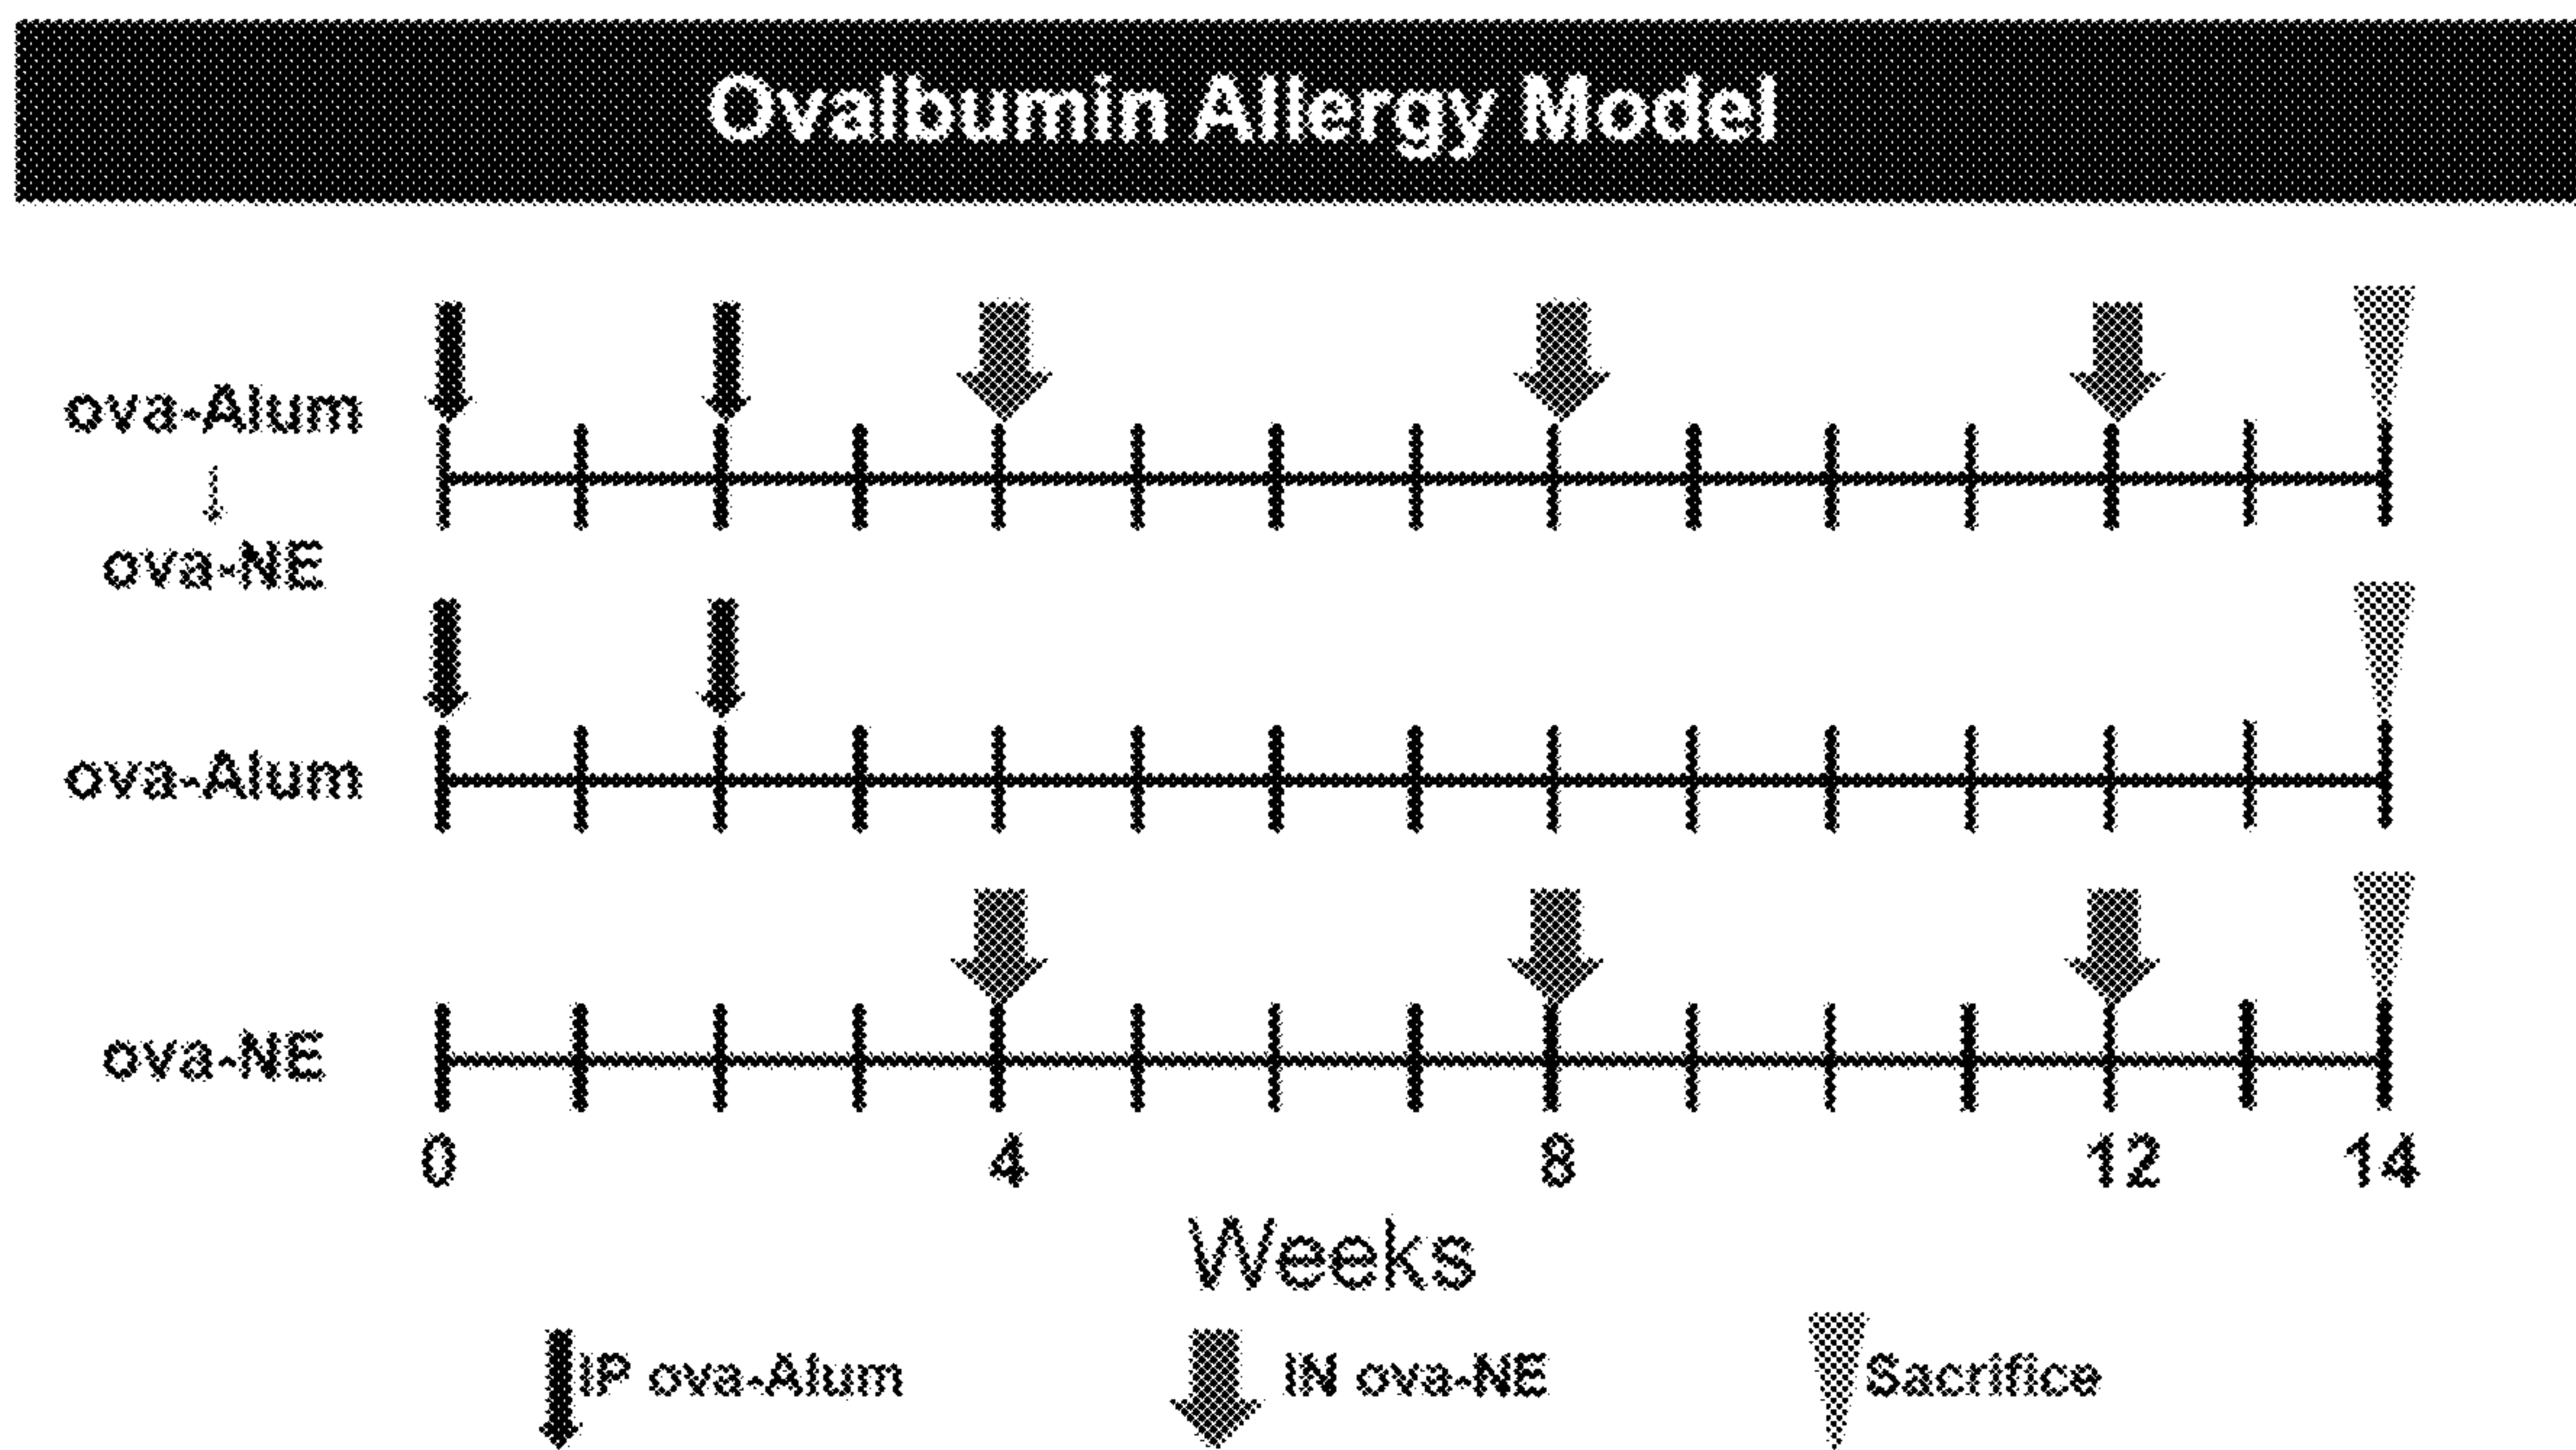 Ovalbumin Allergy Model
ova-Alum
ova-NE
ova-Alum
ova-NE
0 4 8 12 14
Weeks
IP ova-Alum IN ova-NE Sacrifice